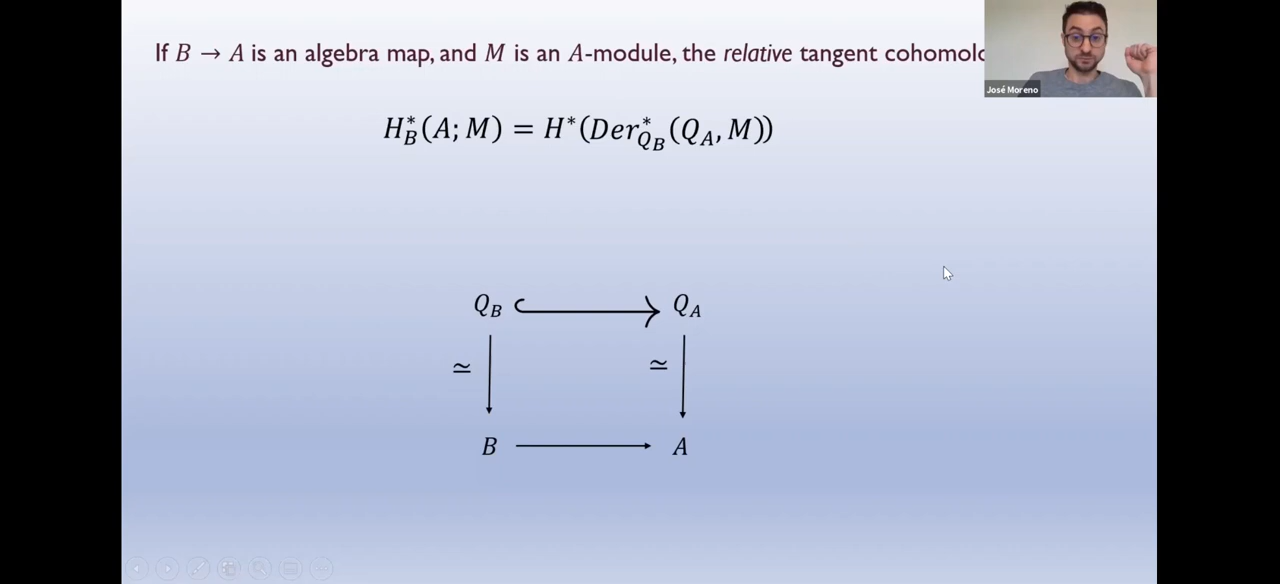 If B → A is an algebra map, and M is an A-module, the relative tangent
José Moreno
H*_B(A; M) = H*(Der*_{Q_B}(Q_A, M))
Q_B Q_A
≃ ≃
B A